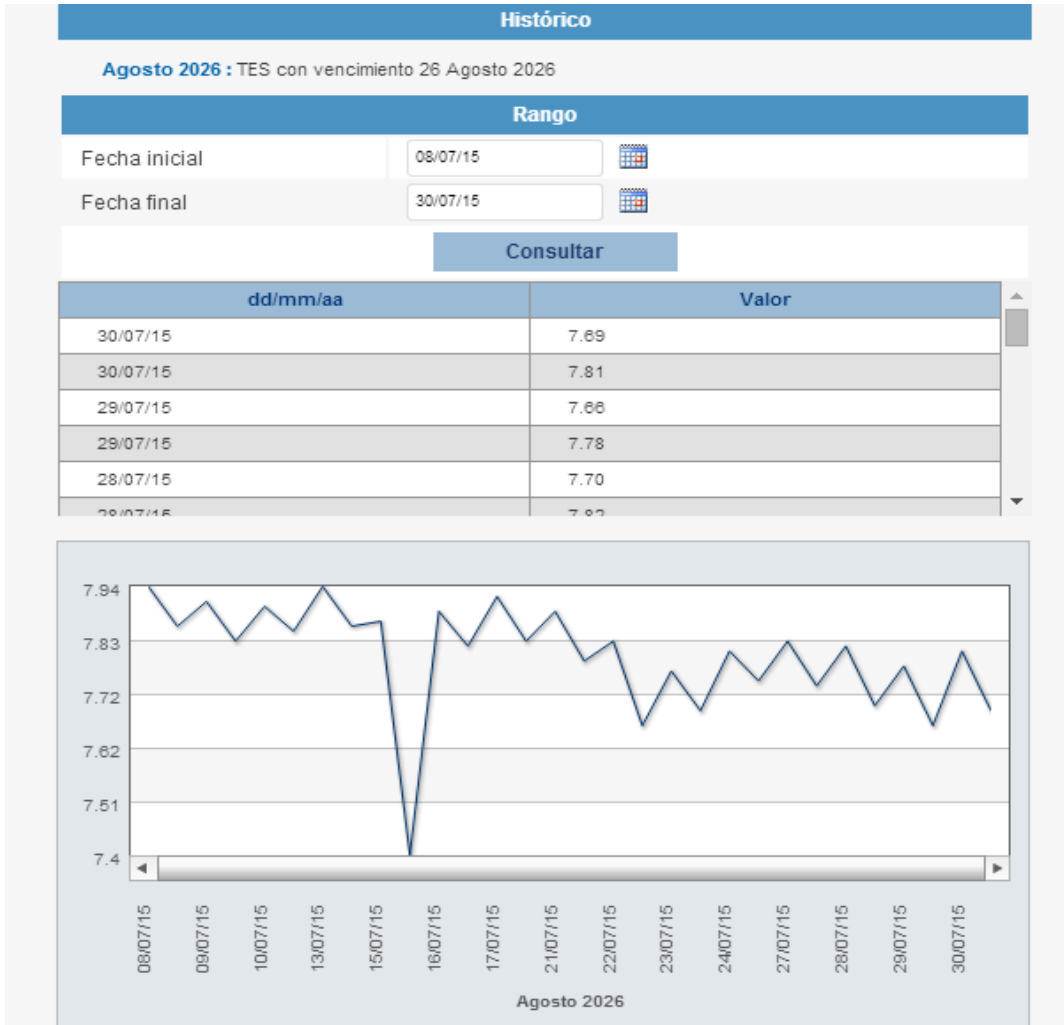 Histórico
Agosto 2026 : TES con vencimiento 26 Agosto 2026
Rango
Fecha inicial 08/07/15
Fecha final 30/07/15
Consultar
dd/mm/aa Valor
30/07/15 7.69
30/07/15 7.81
29/07/15 7.66
29/07/15 7.78
28/07/15 7.70
28/07/15 7.82
7.94
7.83
7.72
7.62
7.51
7.4
08/07/15 09/07/15 10/07/15 13/07/15 15/07/15 16/07/15 17/07/15 21/07/15 22/07/15 23/07/15 24/07/15 27/07/15 28/07/15 29/07/15 30/07/15
Agosto 2026